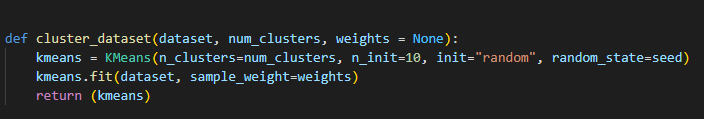 def cluster_dataset(dataset, num_clusters, weights = None):
    kmeans = KMeans(n_clusters=num_clusters, n_init=10, init="random", random_state=seed)
    kmeans.fit(dataset, sample_weight=weights)
    return (kmeans)